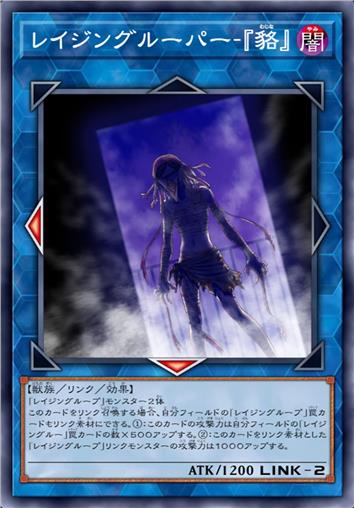 レイジングルーパー-『貉』 闇
【獣族／リンク／効果】
「レイジングループ」モンスター2体
このカードをリンク召喚する場合、自分フィールドの「レイジングループ」罠カ
ードもリンク素材にできる。①：このカードの攻撃力は自分フィールドの「レイジ
ングルー｣罠カードの数×500アップする。②：このカードをリンク素材とした
「レイジングループ」リンクモンスターの攻撃力は1000アップする。
ATK/1200 LINK-2